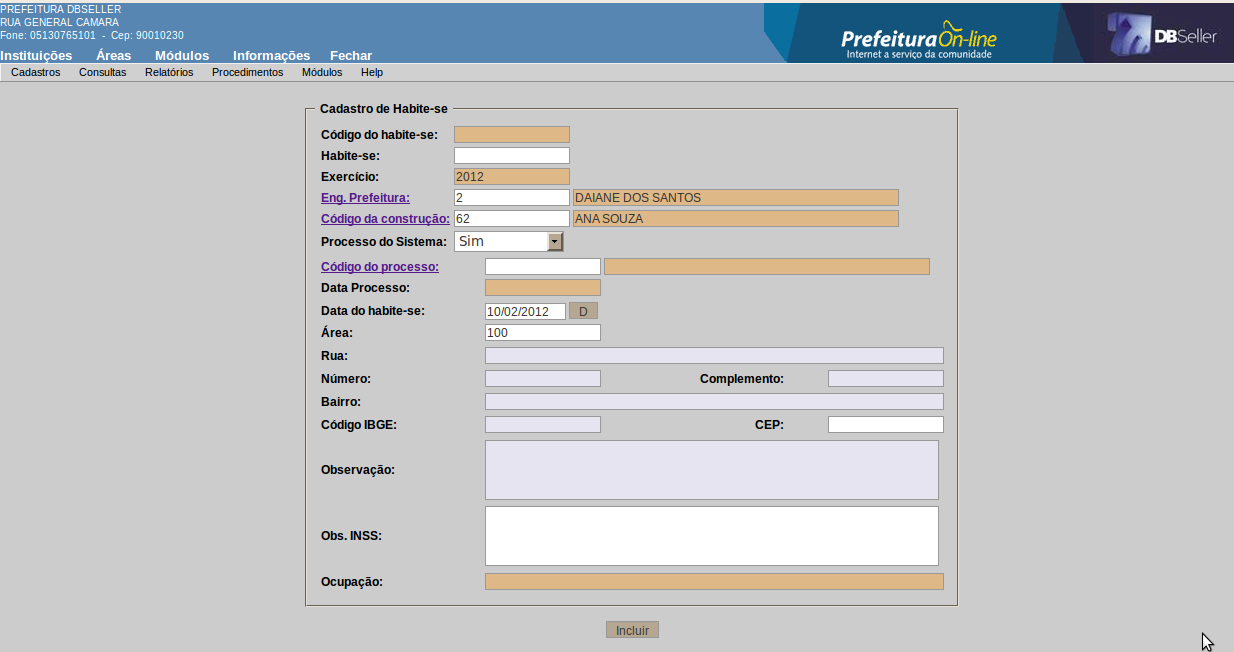 PREFEITURA DBSELLER
RUA GENERAL CAMARA
Fone: 05130765101 - Cep: 90010230
PrefeituraOn-line
Internet a serviço da comunidade
DBSeller
Instituições Áreas Módulos Informações Fechar
Cadastros Consultas Relatórios Procedimentos Módulos Help
Cadastro de Habite-se
Código do habite-se:
Habite-se:
Exercício: 2012
Eng. Prefeitura: 2 DAIANE DOS SANTOS
Código da construção: 62 ANA SOUZA
Processo do Sistema: Sim
Código do processo:
Data Processo:
Data do habite-se: 10/02/2012 D
Área: 100
Rua:
Número: Complemento:
Bairro:
Código IBGE: CEP:
Observação:
Obs. INSS:
Ocupação:
Incluir